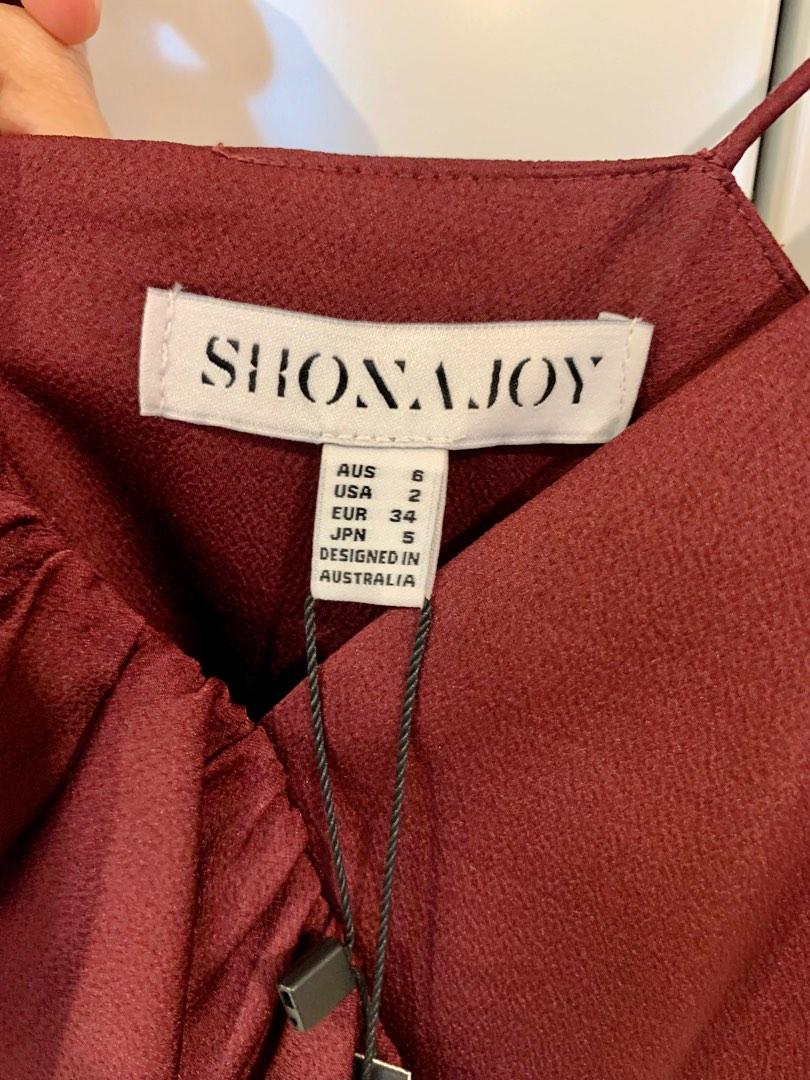 SHONA JOY
AUS 6
USA 2
EUR 34
JPN 5
DESIGNED IN
AUSTRALIA